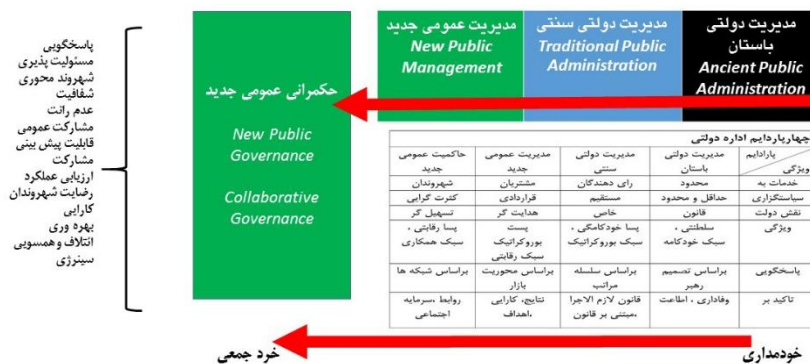 مدیریت دولتی
باستان
Ancient Public
Administration
مدیریت دولتی سنتی
Traditional Public
Administration
مدیریت عمومی جدید
New Public
Management
حکمرانی عمومی جدید
New Public
Governance
Collaborative
Governance
پاسخگویی
مسئولیت پذیری
شهروند محوری
شفافیت
عدم رانت
مشارکت عمومی
قابلیت پیش بینی
مشارکت
ارزیابی عملکرد
رضایت شهروندان
کارایی
بهره وری
ائتلاف و همسویی
سینرژی
چهارپاردایم اداره دولتی
پارادایم
ویژگی
مدیریت دولتی
باستان
مدیریت دولتی
سنتی
مدیریت عمومی
جدید
حاکمیت عمومی
جدید
خدمات به
محدود
رای دهندگان
مشتریان
شهروندان
سیاستگزاری
حداقل و محدود
مستقیم
قراردادی
کثرت گرایی
نقش دولت
قانون
خاص
هدایت گر
تسهیل گر
ویژگی
سلطنتی ،
سبک خودکامه
پسا خودکامگی ،
سبک بوروکراتیک
پست
بوروکراتیک
سبک رقابتی
پسا رقابتی ،
سبک همکاری
پاسخگویی
براساس تصمیم
رهبر
براساس سلسله
مراتب
براساس محوریت
بازار
براساس شبکه ها
تاکید بر
وفاداری ، اطاعت
قانون لازم الاجرا
،مبتنی بر قانون
نتایج، کارایی
،اهداف
روابط ،سرمایه
اجتماعی
خودمداری
خرد جمعی